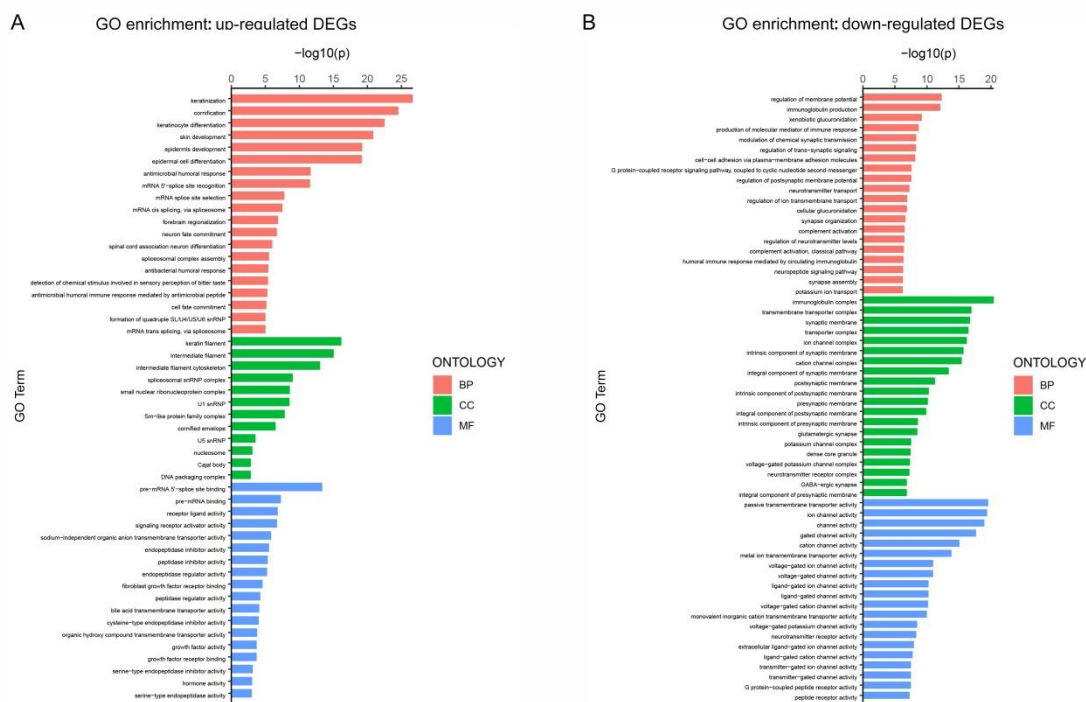 A
GO enrichment: up-regulated DEGs
−log10(p)
0 5 10 15 20 25
keratinization
cornification
keratinocyte differentiation
skin development
epidermis development
epidermal cell differentiation
antimicrobial humoral response
mRNA 5'−splice site recognition
mRNA splice site selection
mRNA cis splicing, via spliceosome
forebrain regionalization
neuron fate commitment
spinal cord association neuron differentiation
spliceosomal complex assembly
antibacterial humoral response
detection of chemical stimulus involved in sensory perception of bitter taste
antimicrobial humoral immune response mediated by antimicrobial peptide
cell fate commitment
formation of quadruple SL/U4/U5/U6 snRNP
mRNA trans splicing, via spliceosome
keratin filament
intermediate filament
intermediate filament cytoskeleton
spliceosomal snRNP complex
small nuclear ribonucleoprotein complex
U1 snRNP
Sm−like protein family complex
cornified envelope
U5 snRNP
nucleosome
Cajal body
DNA packaging complex
pre−mRNA 5'−splice site binding
pre−mRNA binding
receptor ligand activity
signaling receptor activator activity
sodium−independent organic anion transmembrane transporter activity
endopeptidase inhibitor activity
peptidase inhibitor activity
endopeptidase regulator activity
fibroblast growth factor receptor binding
peptidase regulator activity
bile acid transmembrane transporter activity
cysteine−type endopeptidase inhibitor activity
organic hydroxy compound transmembrane transporter activity
growth factor activity
growth factor receptor binding
serine−type endopeptidase inhibitor activity
hormone activity
serine−type endopeptidase activity
GO Term
ONTOLOGY
BP
CC
MF
B
GO enrichment: down-regulated DEGs
−log10(p)
0 5 10 15 20
regulation of membrane potential
immunoglobulin production
xenobiotic glucuronidation
production of molecular mediator of immune response
modulation of chemical synaptic transmission
regulation of trans−synaptic signaling
cell−cell adhesion via plasma−membrane adhesion molecules
G protein−coupled receptor signaling pathway, coupled to cyclic nucleotide second messenger
regulation of postsynaptic membrane potential
neurotransmitter transport
regulation of ion transmembrane transport
cellular glucuronidation
synapse organization
complement activation
regulation of neurotransmitter levels
complement activation, classical pathway
humoral immune response mediated by circulating immunoglobulin
neuropeptide signaling pathway
synapse assembly
potassium ion transport
immunoglobulin complex
transmembrane transporter complex
synaptic membrane
transporter complex
ion channel complex
intrinsic component of synaptic membrane
cation channel complex
integral component of synaptic membrane
postsynaptic membrane
intrinsic component of postsynaptic membrane
presynaptic membrane
integral component of postsynaptic membrane
intrinsic component of presynaptic membrane
glutamatergic synapse
potassium channel complex
dense core granule
voltage−gated potassium channel complex
neurotransmitter receptor complex
GABA−ergic synapse
integral component of presynaptic membrane
passive transmembrane transporter activity
ion channel activity
channel activity
gated channel activity
cation channel activity
metal ion transmembrane transporter activity
voltage−gated ion channel activity
voltage−gated channel activity
ligand−gated ion channel activity
ligand−gated channel activity
voltage−gated cation channel activity
monovalent inorganic cation transmembrane transporter activity
voltage−gated potassium channel activity
neurotransmitter receptor activity
extracellular ligand−gated ion channel activity
ligand−gated cation channel activity
transmitter−gated ion channel activity
transmitter−gated channel activity
G protein−coupled peptide receptor activity
peptide receptor activity
GO Term
ONTOLOGY
BP
CC
MF